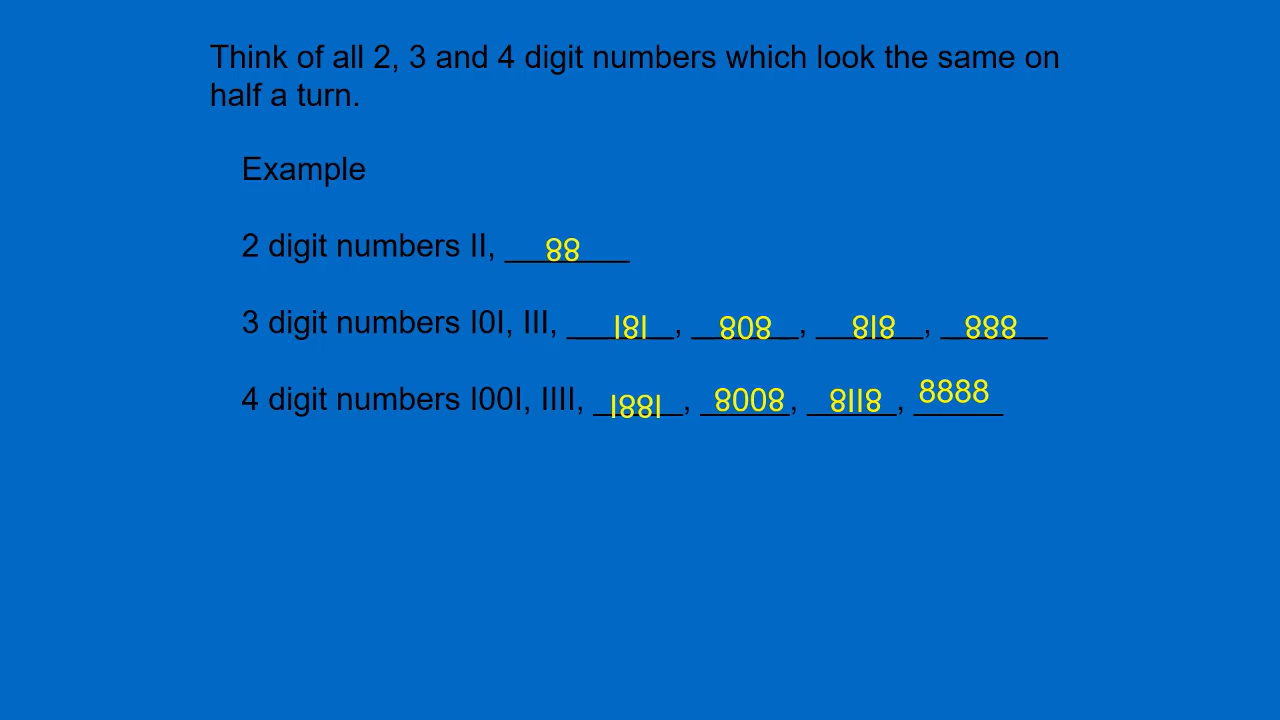 Think of all 2, 3 and 4 digit numbers which look the same on
half a turn.
Example
2 digit numbers II, 88
3 digit numbers I0I, III, I8I, 808, 8I8, 888
4 digit numbers I00I, IIII, I88I, 8008, 8II8, 8888